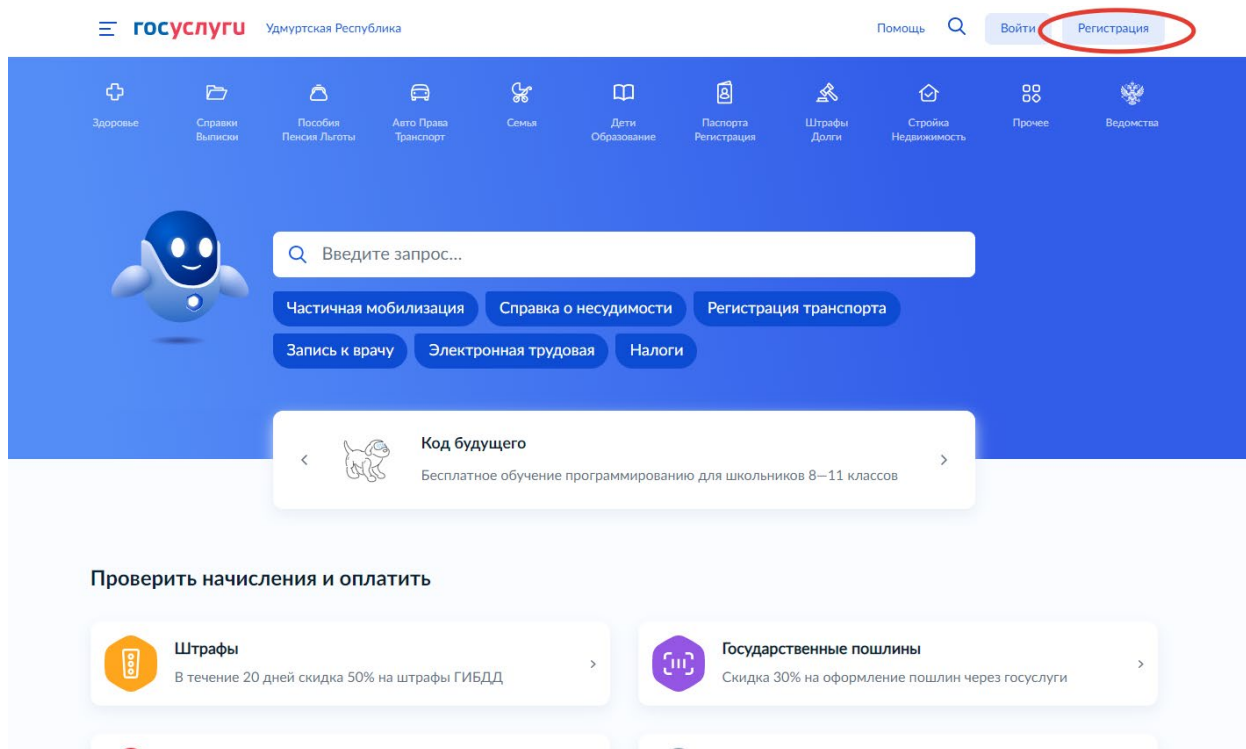 госуслуги Удмуртская Республика Помощь Войти Регистрация
Здоровье
Справки
Выписки
Пособия
Пенсия Льготы
Авто Права
Транспорт
Семья
Дети
Образование
Паспорта
Регистрация
Штрафы
Долги
Стройка
Недвижимость
Прочее
Ведомства
Введите запрос...
Частичная мобилизация Справка о несудимости Регистрация транспорта
Запись к врачу Электронная трудовая Налоги
Код будущего
Бесплатное обучение программированию для школьников 8—11 классов
Проверить начисления и оплатить
Штрафы
В течение 20 дней скидка 50% на штрафы ГИБДД
Государственные пошлины
Скидка 30% на оформление пошлин через госуслуги